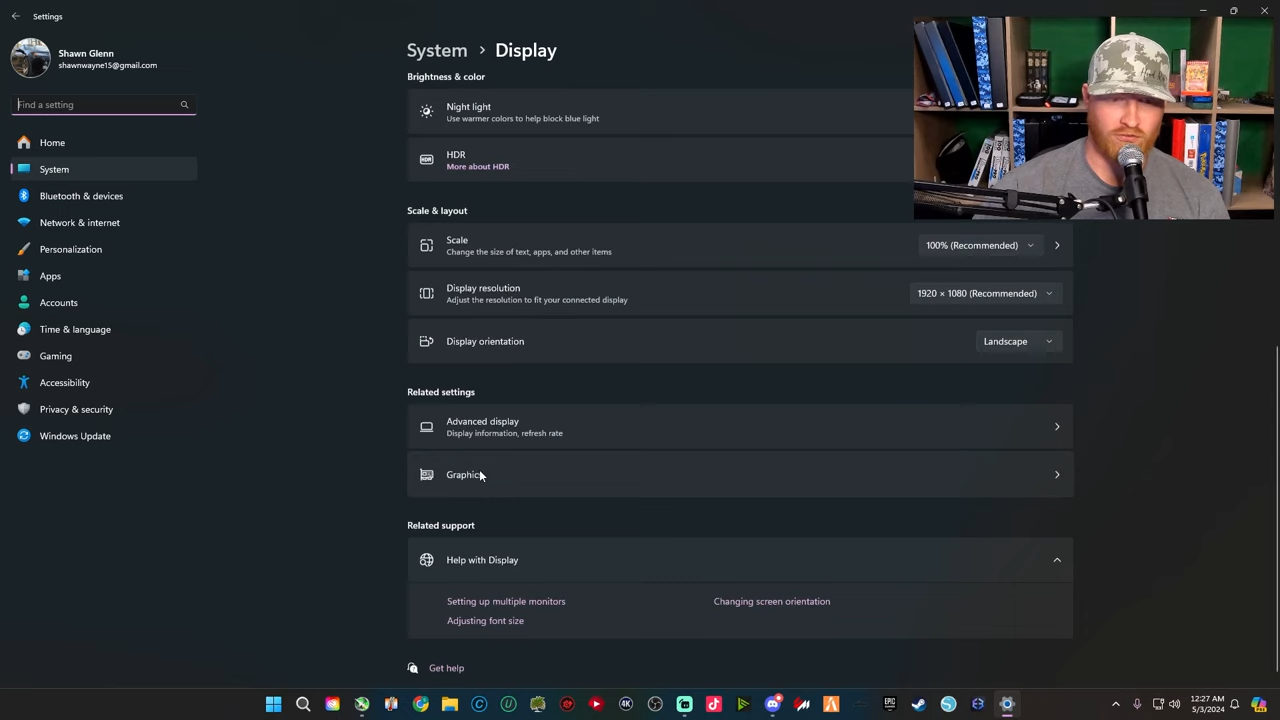 Settings
Shawn Glenn
shawnwayne15@gmail.com
Find a setting
Home
System
Bluetooth & devices
Network & internet
Personalization
Apps
Accounts
Time & language
Gaming
Accessibility
Privacy & security
Windows Update
System > Display
Brightness & color
Night light
Use warmer colors to help block blue light
HDR
HDR
More about HDR
Scale & layout
Scale
Change the size of text, apps, and other items
100% (Recommended)
Display resolution
Adjust the resolution to fit your connected display
1920 × 1080 (Recommended)
Display orientation
Landscape
Related settings
Advanced display
Display information, refresh rate
Graphics
Related support
Help with Display
Setting up multiple monitors
Changing screen orientation
Adjusting font size
Get help
4K
EPIC
12:27 AM
5/3/2024